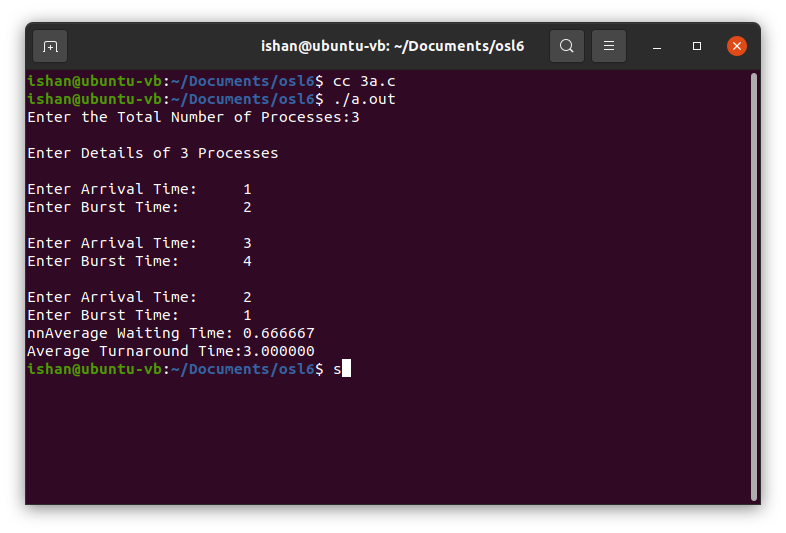 ishan@ubuntu-vb: ~/Documents/osl6
ishan@ubuntu-vb:~/Documents/osl6$ cc 3a.c
ishan@ubuntu-vb:~/Documents/osl6$ ./a.out
Enter the Total Number of Processes:3
Enter Details of 3 Processes
Enter Arrival Time:     1
Enter Burst Time:       2
Enter Arrival Time:     3
Enter Burst Time:       4
Enter Arrival Time:     2
Enter Burst Time:       1
nnAverage Waiting Time: 0.666667
Average Turnaround Time:3.000000
ishan@ubuntu-vb:~/Documents/osl6$ s